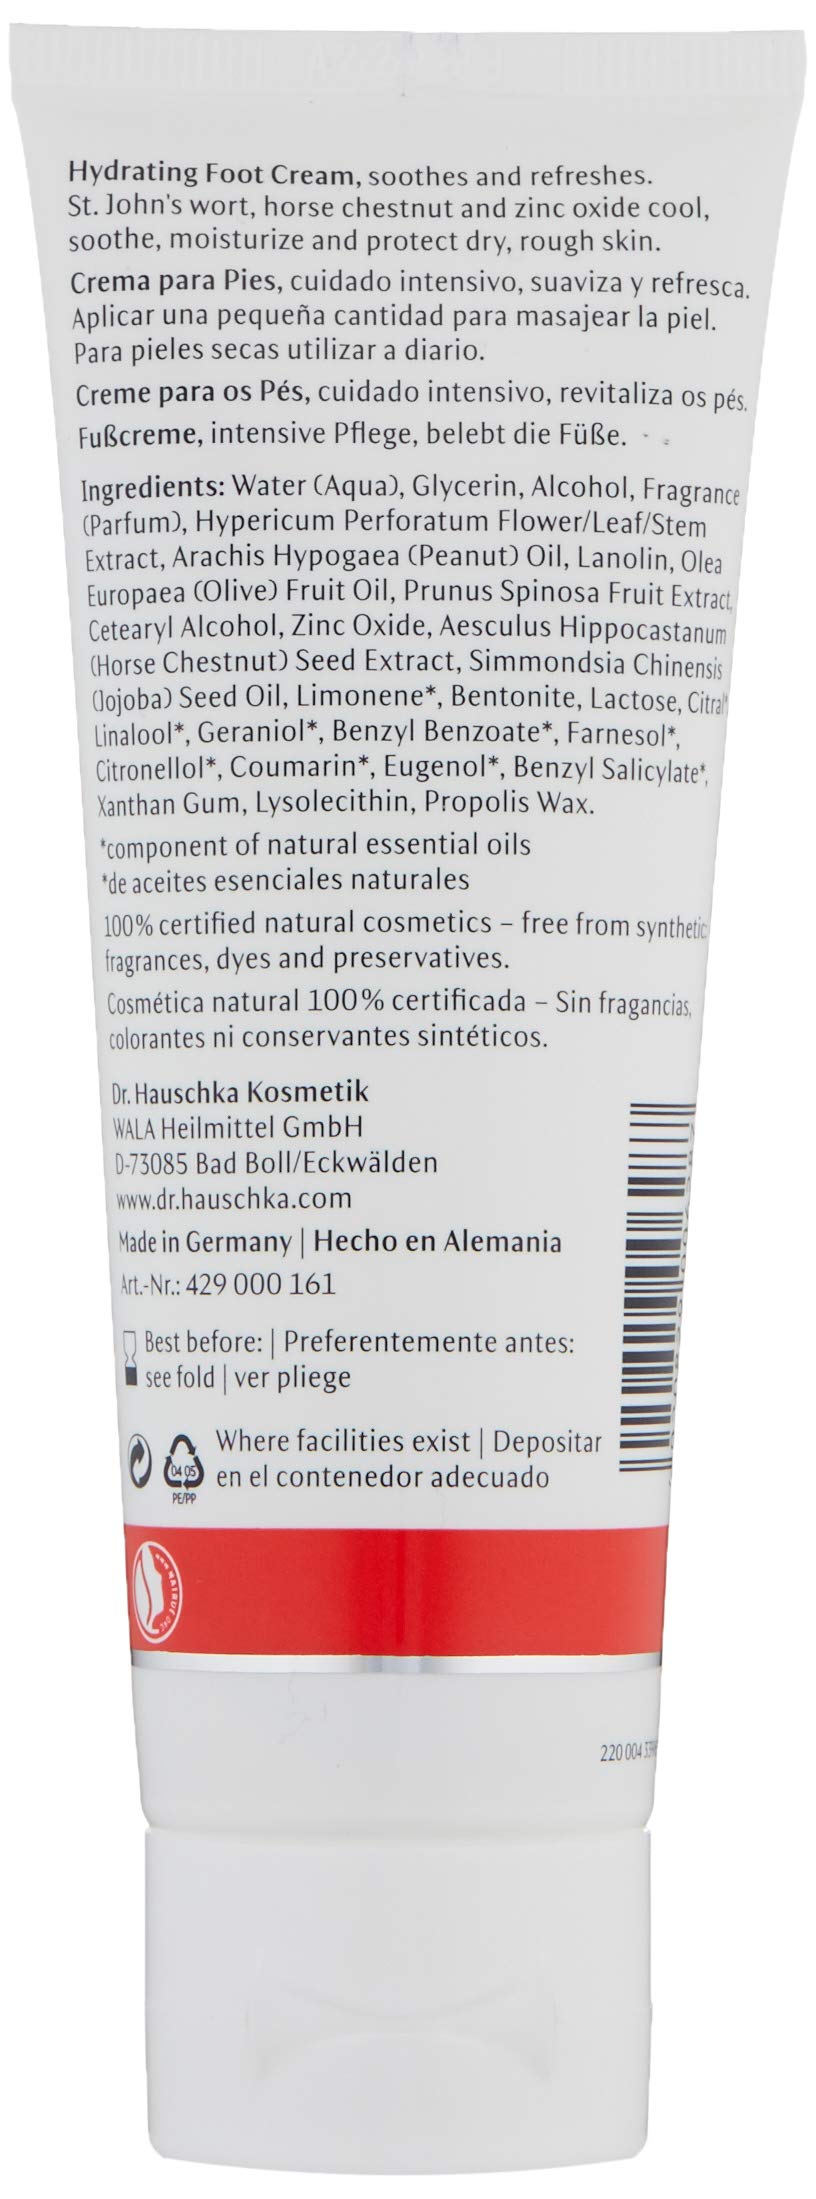 Hydrating Foot Cream, soothes and refreshes.
St. John's wort, horse chestnut and zinc oxide cool,
soothe, moisturize and protect dry, rough skin.
Crema para Pies, cuidado intensivo, suaviza y refresca.
Aplicar una pequeña cantidad para masajear la piel.
Para pieles secas utilizar a diario.
Creme para os Pés, cuidado intensivo, revitaliza os pés.
Fußcreme, intensive Pflege, belebt die Füße.
Ingredients: Water (Aqua), Glycerin, Alcohol, Fragrance
(Parfum), Hypericum Perforatum Flower/Leaf/Stem
Extract, Arachis Hypogaea (Peanut) Oil, Lanolin, Olea
Europaea (Olive) Fruit Oil, Prunus Spinosa Fruit Extract,
Cetearyl Alcohol, Zinc Oxide, Aesculus Hippocastanum
(Horse Chestnut) Seed Extract, Simmondsia Chinensis
(Jojoba) Seed Oil, Limonene*, Bentonite, Lactose, Citral*
Linalool*, Geraniol*, Benzyl Benzoate*, Farnesol*,
Citronellol*, Coumarin*, Eugenol*, Benzyl Salicylate*,
Xanthan Gum, Lysolecithin, Propolis Wax.
*component of natural essential oils
*de aceites esenciales naturales
100% certified natural cosmetics – free from synthetic
fragrances, dyes and preservatives.
Cosmética natural 100% certificada – Sin fragancias,
colorantes ni conservantes sintéticos.
Dr. Hauschka Kosmetik
WALA Heilmittel GmbH
D-73085 Bad Boll/Eckwälden
www.dr.hauschka.com
Made in Germany | Hecho en Alemania
Art.-Nr.: 429 000 161
Best before: | Preferentemente antes:
see fold | ver pliege
Where facilities exist | Depositar
en el contenedor adecuado
04 05
PE/PP
220 004